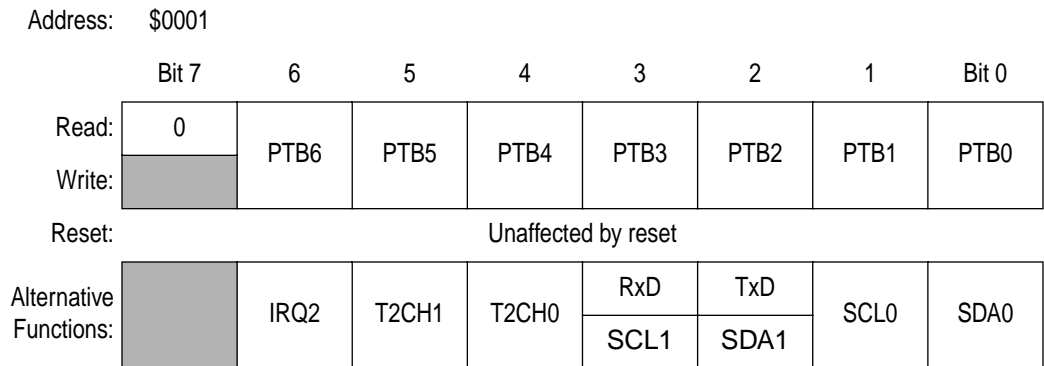 Address: $0001
Bit 7 6 5 4 3 2 1 Bit 0
Read: 0
PTB6 PTB5 PTB4 PTB3 PTB2 PTB1 PTB0
Write:
Reset: Unaffected by reset
Alternative Functions:
IRQ2 T2CH1 T2CH0 RxD TxD SCL0 SDA0
SCL1 SDA1